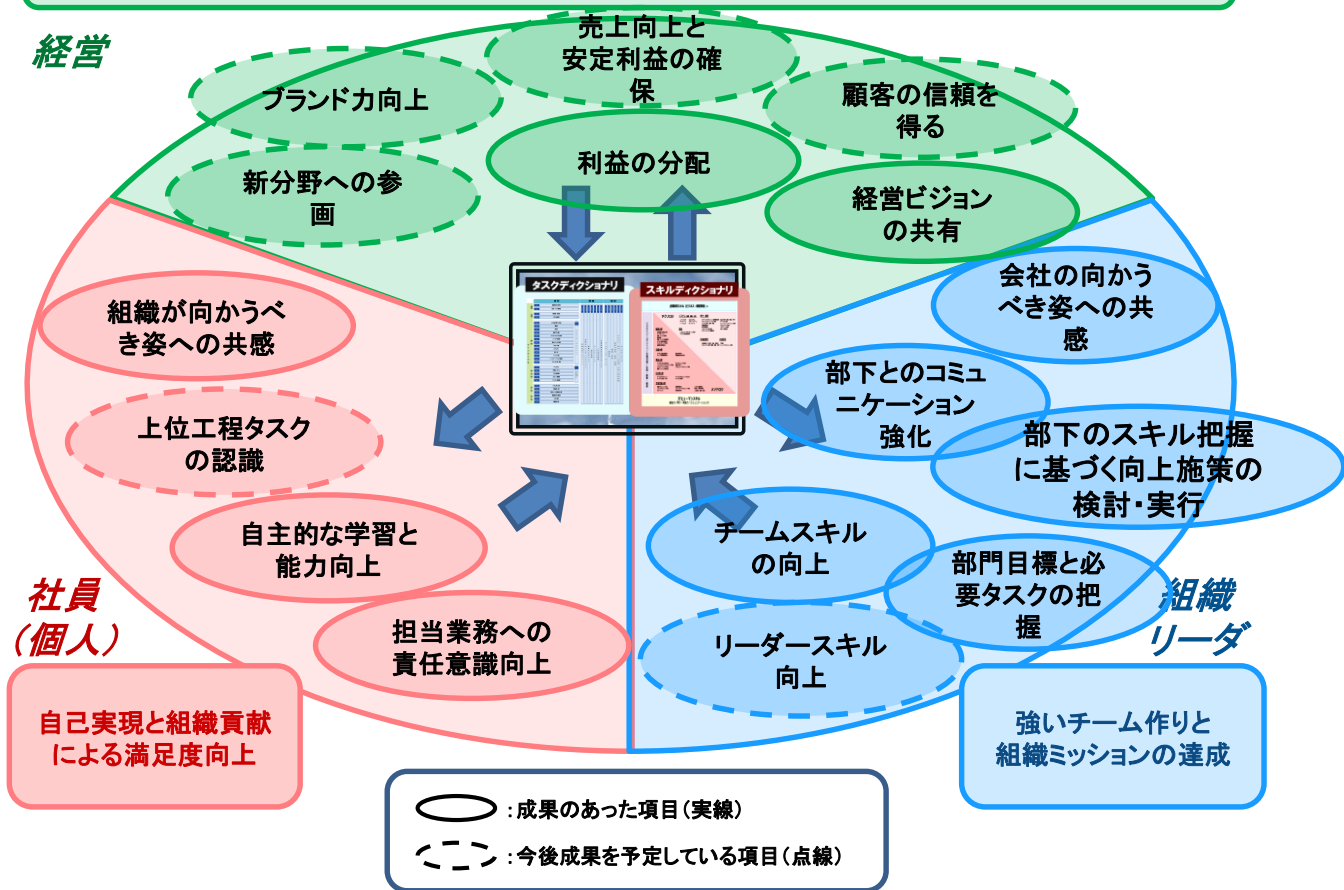 経営
売上向上と
安定利益の確
保
ブランド力向上
顧客の信頼を
得る
利益の分配
新分野への参
画
経営ビジョン
の共有
タスクディクショナリ
スキルディクショナリ
会社の向かう
べき姿への共
感
組織が向かうべ
き姿への共感
部下とのコミュ
ニケーション
強化
上位工程タスク
の認識
部下のスキル把握
に基づく向上施策の
検討・実行
自主的な学習と
能力向上
チームスキル
の向上
部門目標と必
要タスクの把
握
社員
（個人）
組織
リーダ
担当業務への
責任意識向上
リーダースキル
向上
自己実現と組織貢献
による満足度向上
強いチーム作りと
組織ミッションの達成
：成果のあった項目（実線）
：今後成果を予定している項目（点線）